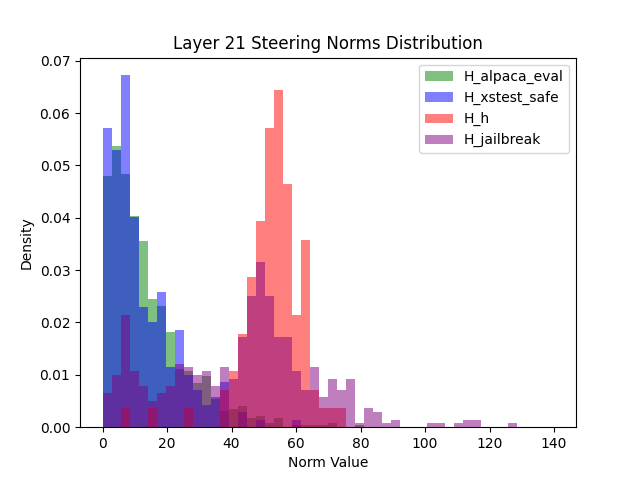 Layer 21 Steering Norms Distribution
H_alpaca_eval
H_xstest_safe
H_h
H_jailbreak
0.07
0.06
0.05
0.04
0.03
0.02
0.01
0.00
Density
0 20 40 60 80 100 120 140
Norm Value